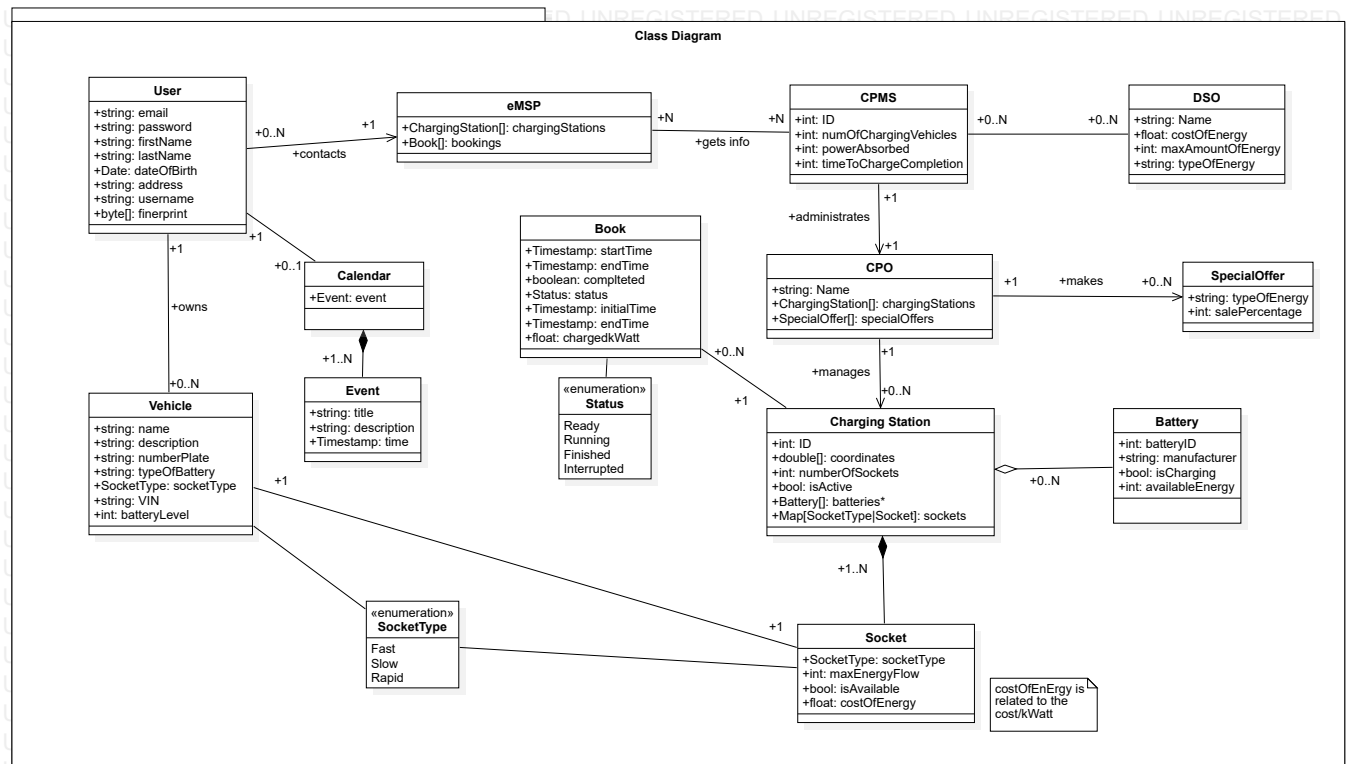 UNREGISTERED UNREGISTERED UNREGISTERED UNREGISTERED
Class Diagram
User
+string: email
+string: password
+string: firstName
+string: lastName
+Date: dateOfBirth
+string: address
+string: username
+byte[]: finerprint
+0..N
+1
+contacts
eMSP
+ChargingStation[]: chargingStations
+Book[]: bookings
+N
+N
+gets info
CPMS
+int: ID
+int: numOfChargingVehicles
+int: powerAbsorbed
+int: timeToChargeCompletion
+0..N
+0..N
DSO
+string: Name
+float: costOfEnergy
+int: maxAmountOfEnergy
+string: typeOfEnergy
+1
+administrates
+1
+1
+1
+0..1
+owns
+0..N
Calendar
+Event: event
+1..N
Event
+string: title
+string: description
+Timestamp: time
Book
+Timestamp: startTime
+Timestamp: endTime
+boolean: complteted
+Status: status
+Timestamp: initialTime
+Timestamp: endTime
+float: chargedkWatt
+0..N
+1
«enumeration»
Status
Ready
Running
Finished
Interrupted
CPO
+string: Name
+ChargingStation[]: chargingStations
+SpecialOffer[]: specialOffers
+1
+makes
+0..N
SpecialOffer
+string: typeOfEnergy
+int: salePercentage
+1
+manages
+0..N
Vehicle
+string: name
+string: description
+string: numberPlate
+string: typeOfBattery
+SocketType: socketType
+string: VIN
+int: batteryLevel
+1
Charging Station
+int: ID
+double[]: coordinates
+int: numberOfSockets
+bool: isActive
+Battery[]: batteries*
+Map[SocketType|Socket]: sockets
+0..N
Battery
+int: batteryID
+string: manufacturer
+bool: isCharging
+int: availableEnergy
+1..N
«enumeration»
SocketType
Fast
Slow
Rapid
+1
Socket
+SocketType: socketType
+int: maxEnergyFlow
+bool: isAvailable
+float: costOfEnergy
costOfEnErgy is
related to the
cost/kWatt